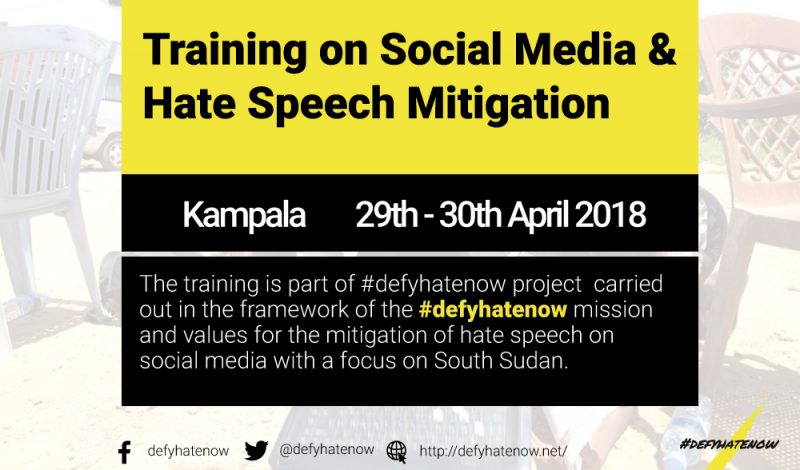 Training on Social Media &
Hate Speech Mitigation
Kampala 29th - 30th April 2018
The training is part of #defyhatenow project carried
out in the framework of the #defyhatenow mission
and values for the mitigation of hate speech on
social media with a focus on South Sudan.
defyhatenow @defyhatenow http://defyhatenow.net/
#DEFYHATENOW